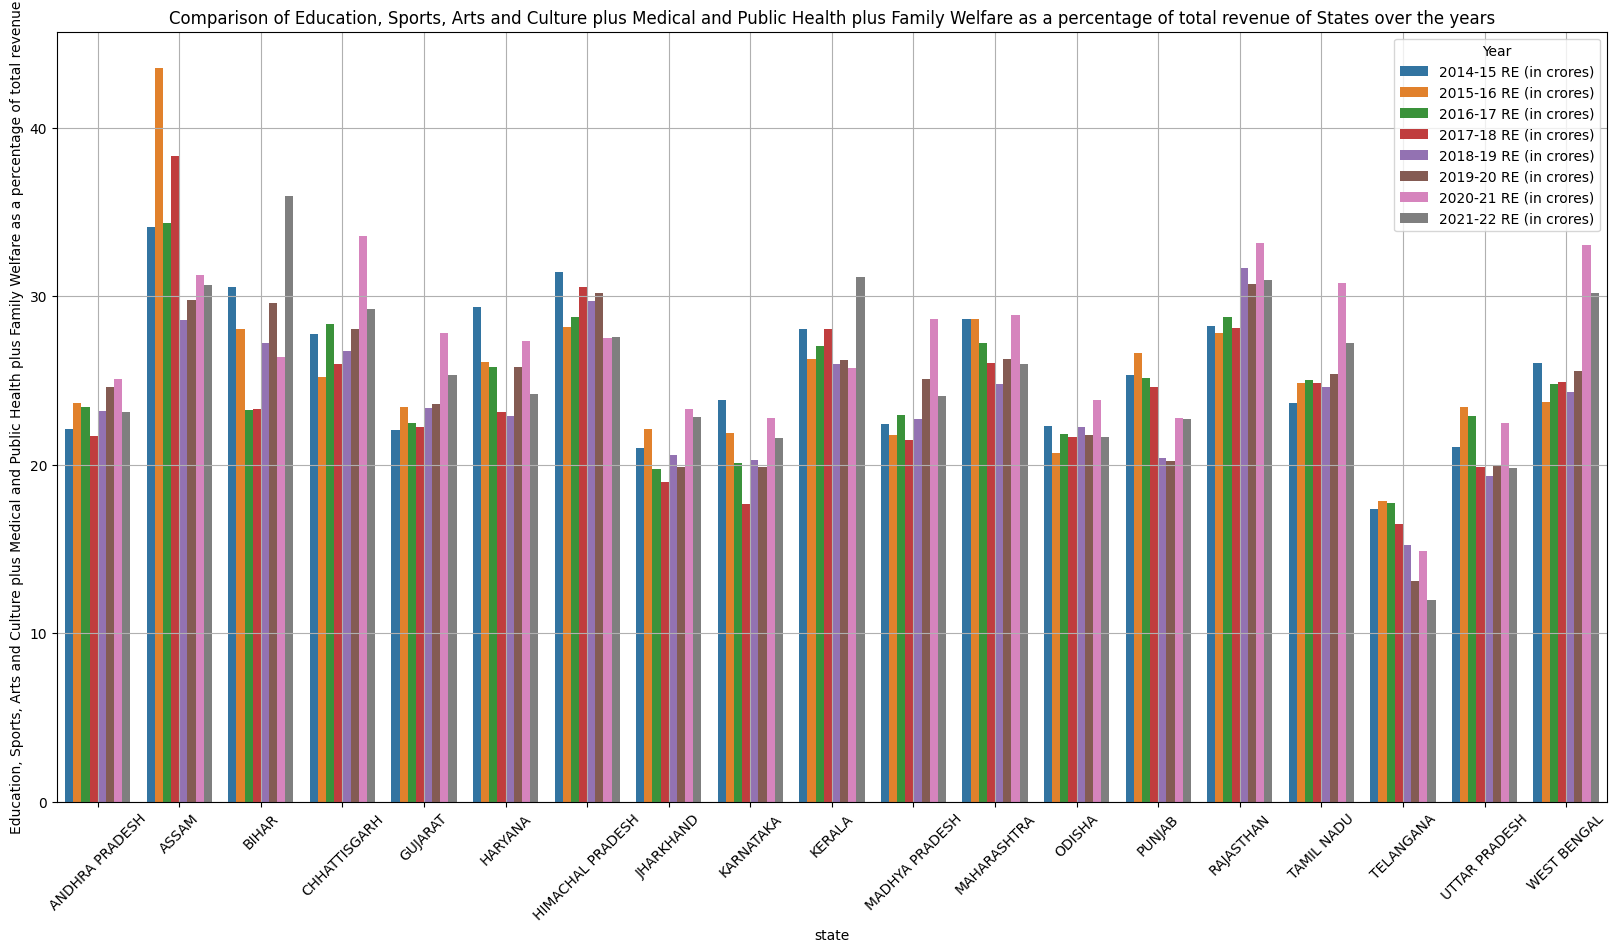 Comparison of Education, Sports, Arts and Culture plus Medical and Public Health plus Family Welfare as a percentage of total revenue of States over the years
Education, Sports, Arts and Culture plus Medical and Public Health plus Family Welfare as a percentage of total revenue
40
30
20
10
0
Year
2014-15 RE (in crores)
2015-16 RE (in crores)
2016-17 RE (in crores)
2017-18 RE (in crores)
2018-19 RE (in crores)
2019-20 RE (in crores)
2020-21 RE (in crores)
2021-22 RE (in crores)
ANDHRA PRADESH
ASSAM
BIHAR
CHHATTISGARH
GUJARAT
HARYANA
HIMACHAL PRADESH
JHARKHAND
KARNATAKA
KERALA
MADHYA PRADESH
MAHARASHTRA
ODISHA
PUNJAB
RAJASTHAN
TAMIL NADU
TELANGANA
UTTAR PRADESH
WEST BENGAL
state